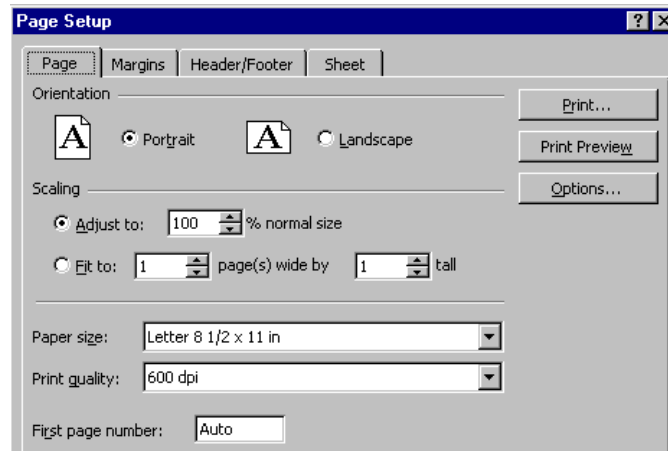 Page Setup
Page Margins Header/Footer Sheet
Orientation
A Portrait A Landscape
Print...
Print Preview
Scaling
Options...
Adjust to: 100 % normal size
Fit to: 1 page(s) wide by 1 tall
Paper size: Letter 8 1/2 x 11 in
Print quality: 600 dpi
First page number: Auto